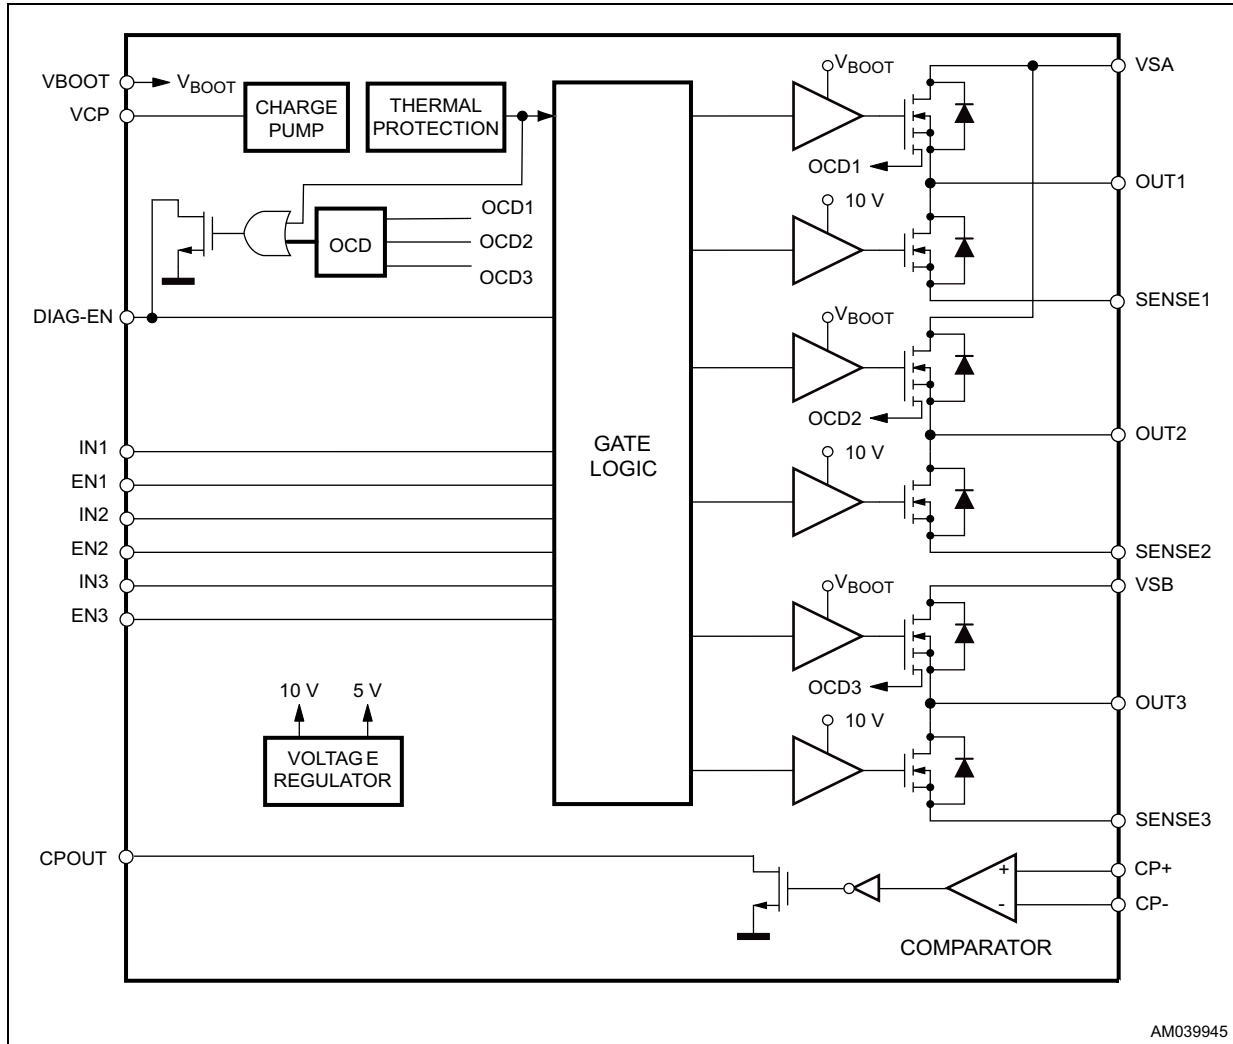 VBOOT
VBOOT
VCP
CHARGE
PUMP
THERMAL
PROTECTION
OCD
OCD1
OCD2
OCD3
DIAG-EN
IN1
EN1
IN2
EN2
IN3
EN3
10 V
5 V
VOLTAGE
REGULATOR
CPOUT
GATE
LOGIC
VBOOT
OCD1
10 V
VBOOT
OCD2
10 V
VBOOT
OCD3
10 V
VSA
OUT1
SENSE1
OUT2
SENSE2
VSB
OUT3
SENSE3
+
-
CP+
CP-
COMPARATOR
AM039945